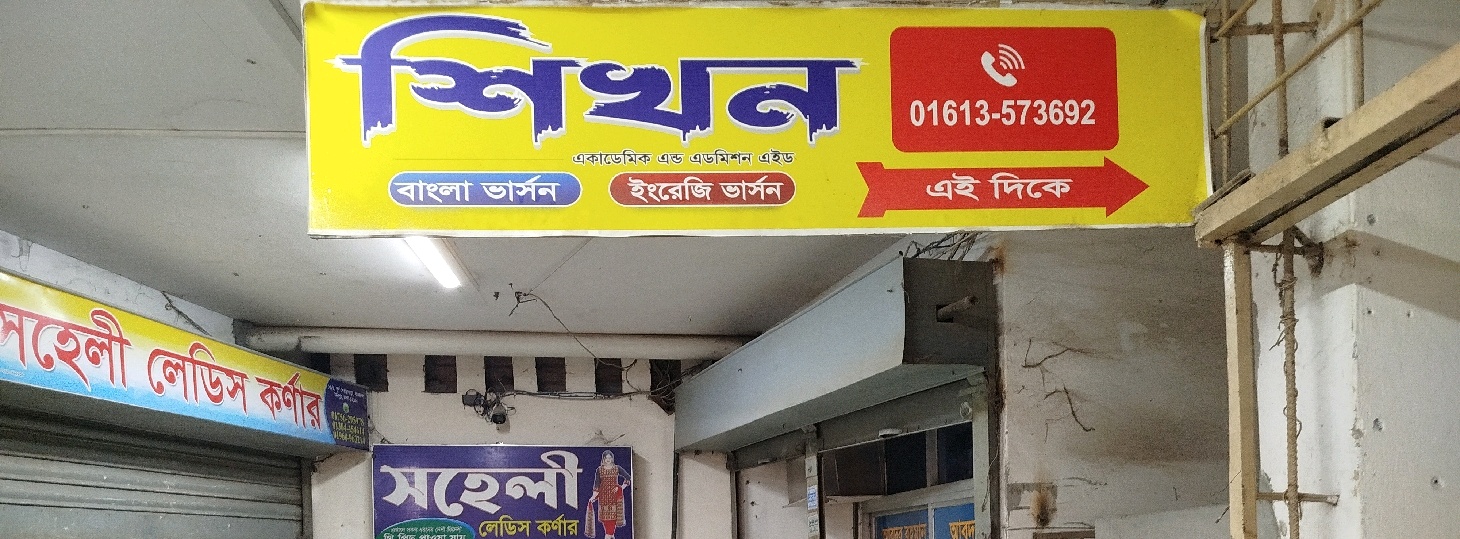 শিখন
একাডেমিক এন্ড এডমিশন এইড
বাংলা ভার্সন
ইংরেজি ভার্সন
01613-573692
এই দিকে
সহেলী লেডিস কর্ণার
সহেলী
লেডিস কর্ণার